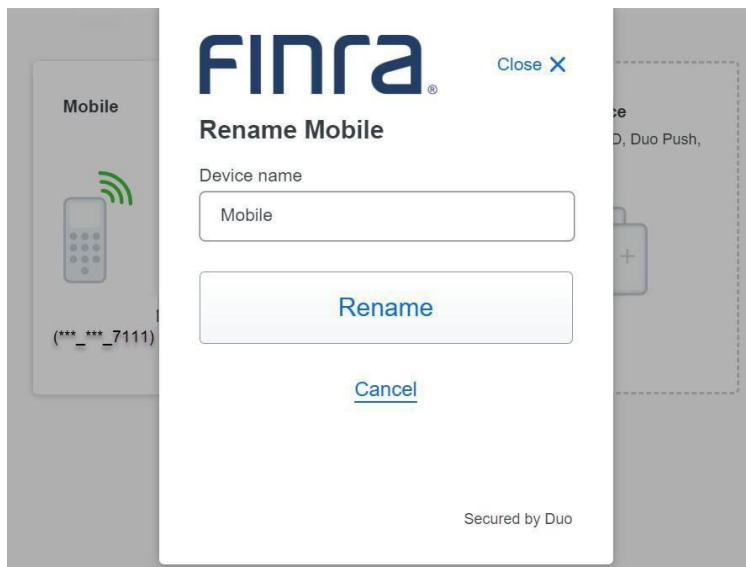 Finra®
Close X
Rename Mobile
Device name
Mobile
Rename
Cancel
Secured by Duo
Mobile
(***_***_7111)
D, Duo Push,